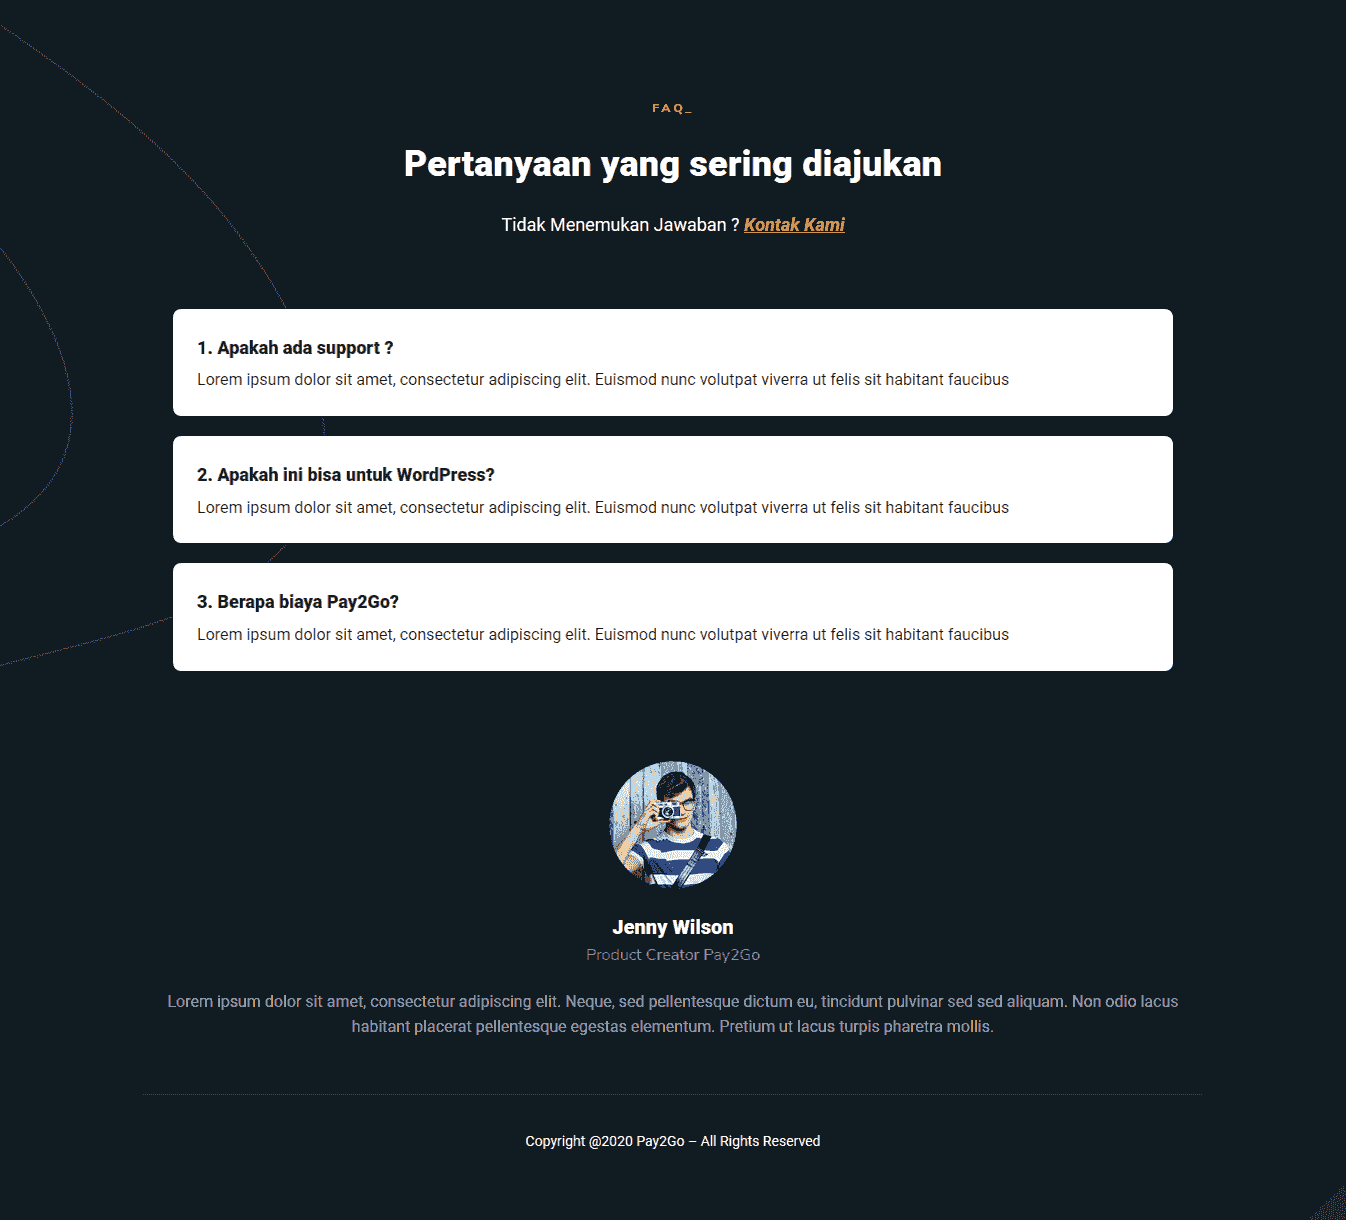 FAQ_
Pertanyaan yang sering diajukan
Tidak Menemukan Jawaban ? Kontak Kami
1. Apakah ada support ?
Lorem ipsum dolor sit amet, consectetur adipiscing elit. Euismod nunc volutpat viverra ut felis sit habitant faucibus
2. Apakah ini bisa untuk WordPress?
Lorem ipsum dolor sit amet, consectetur adipiscing elit. Euismod nunc volutpat viverra ut felis sit habitant faucibus
3. Berapa biaya Pay2Go?
Lorem ipsum dolor sit amet, consectetur adipiscing elit. Euismod nunc volutpat viverra ut felis sit habitant faucibus
Jenny Wilson
Product Creator Pay2Go
Lorem ipsum dolor sit amet, consectetur adipiscing elit. Neque, sed pellentesque dictum eu, tincidunt pulvinar sed sed aliquam. Non odio lacus
habitant placerat pellentesque egestas elementum. Pretium ut lacus turpis pharetra mollis.
Copyright @2020 Pay2Go – All Rights Reserved